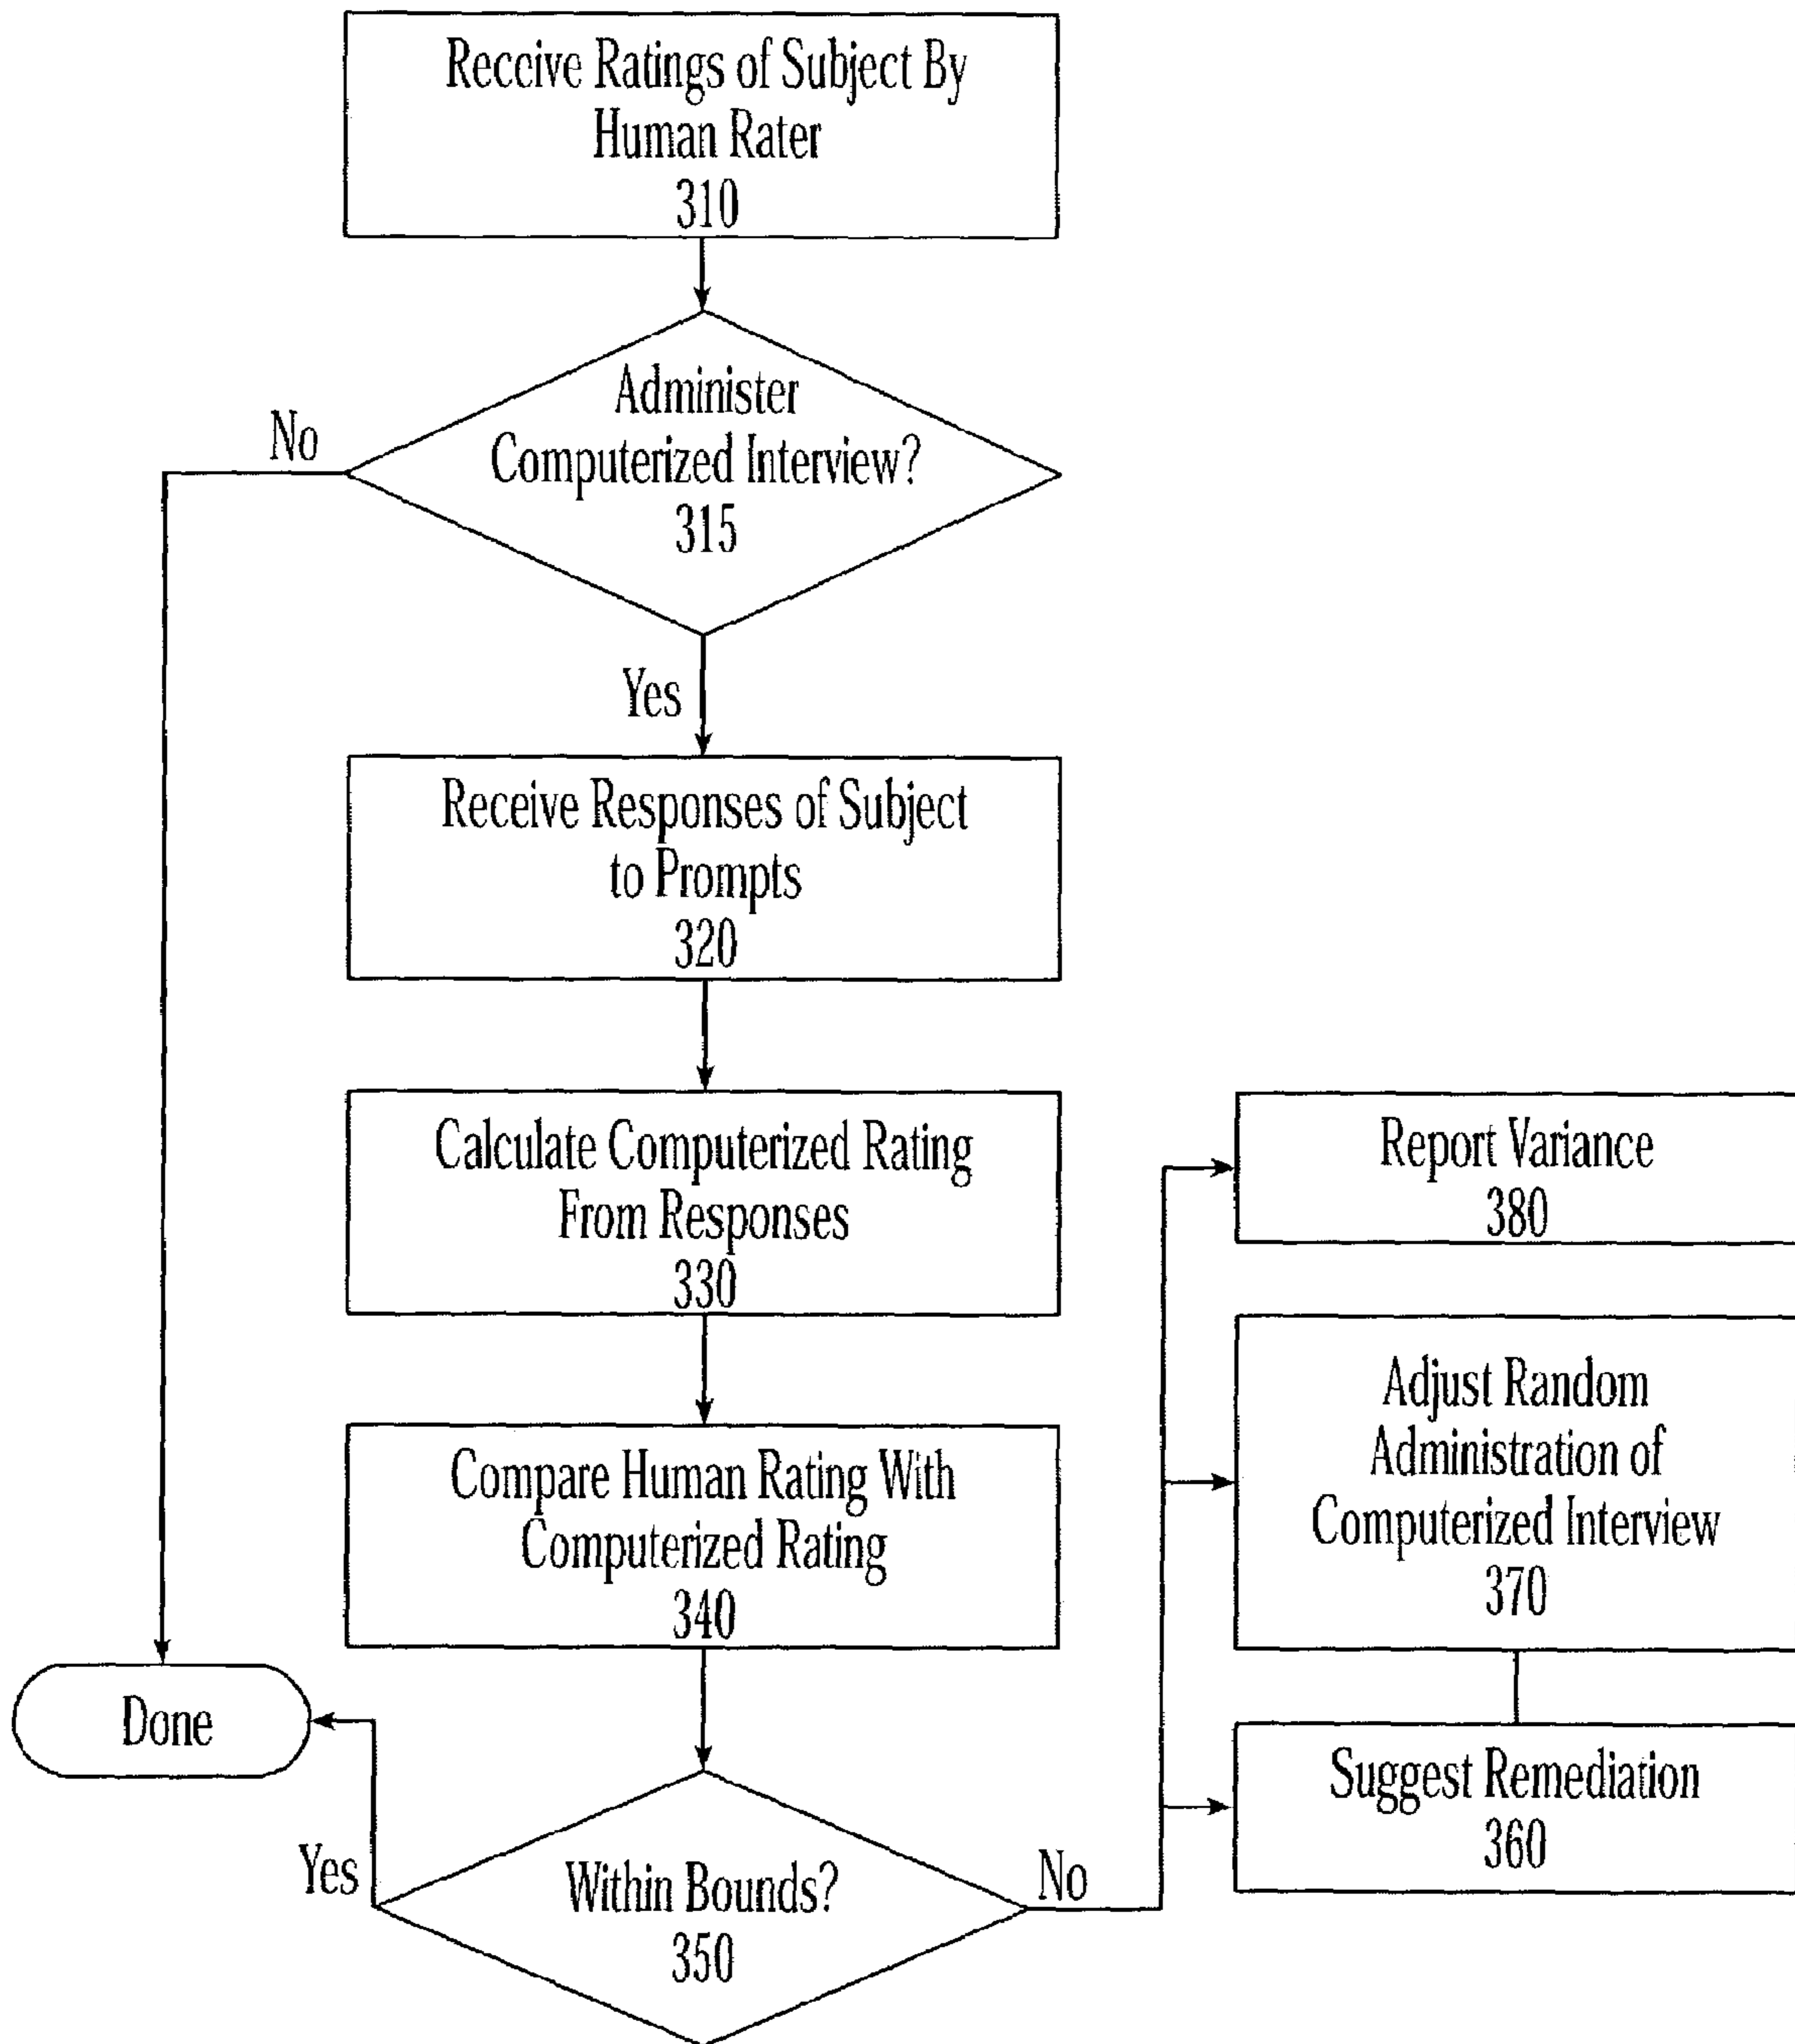 Receive Ratings of Subject By
Human Rater
310
Administer
Computerized Interview?
315
No
Yes
Receive Responses of Subject
to Prompts
320
Calculate Computerized Rating
From Responses
330
Compare Human Rating With
Computerized Rating
340
Within Bounds?
350
Yes
Done
No
Report Variance
380
Adjust Random
Administration of
Computerized Interview
370
Suggest Remediation
360